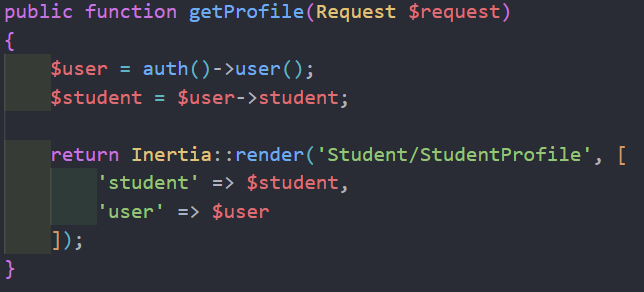 public function getProfile(Request $request)
{
    $user = auth()->user();
    $student = $user->student;

    return Inertia::render('Student/StudentProfile', [
        'student' => $student,
        'user' => $user
    ]);
}